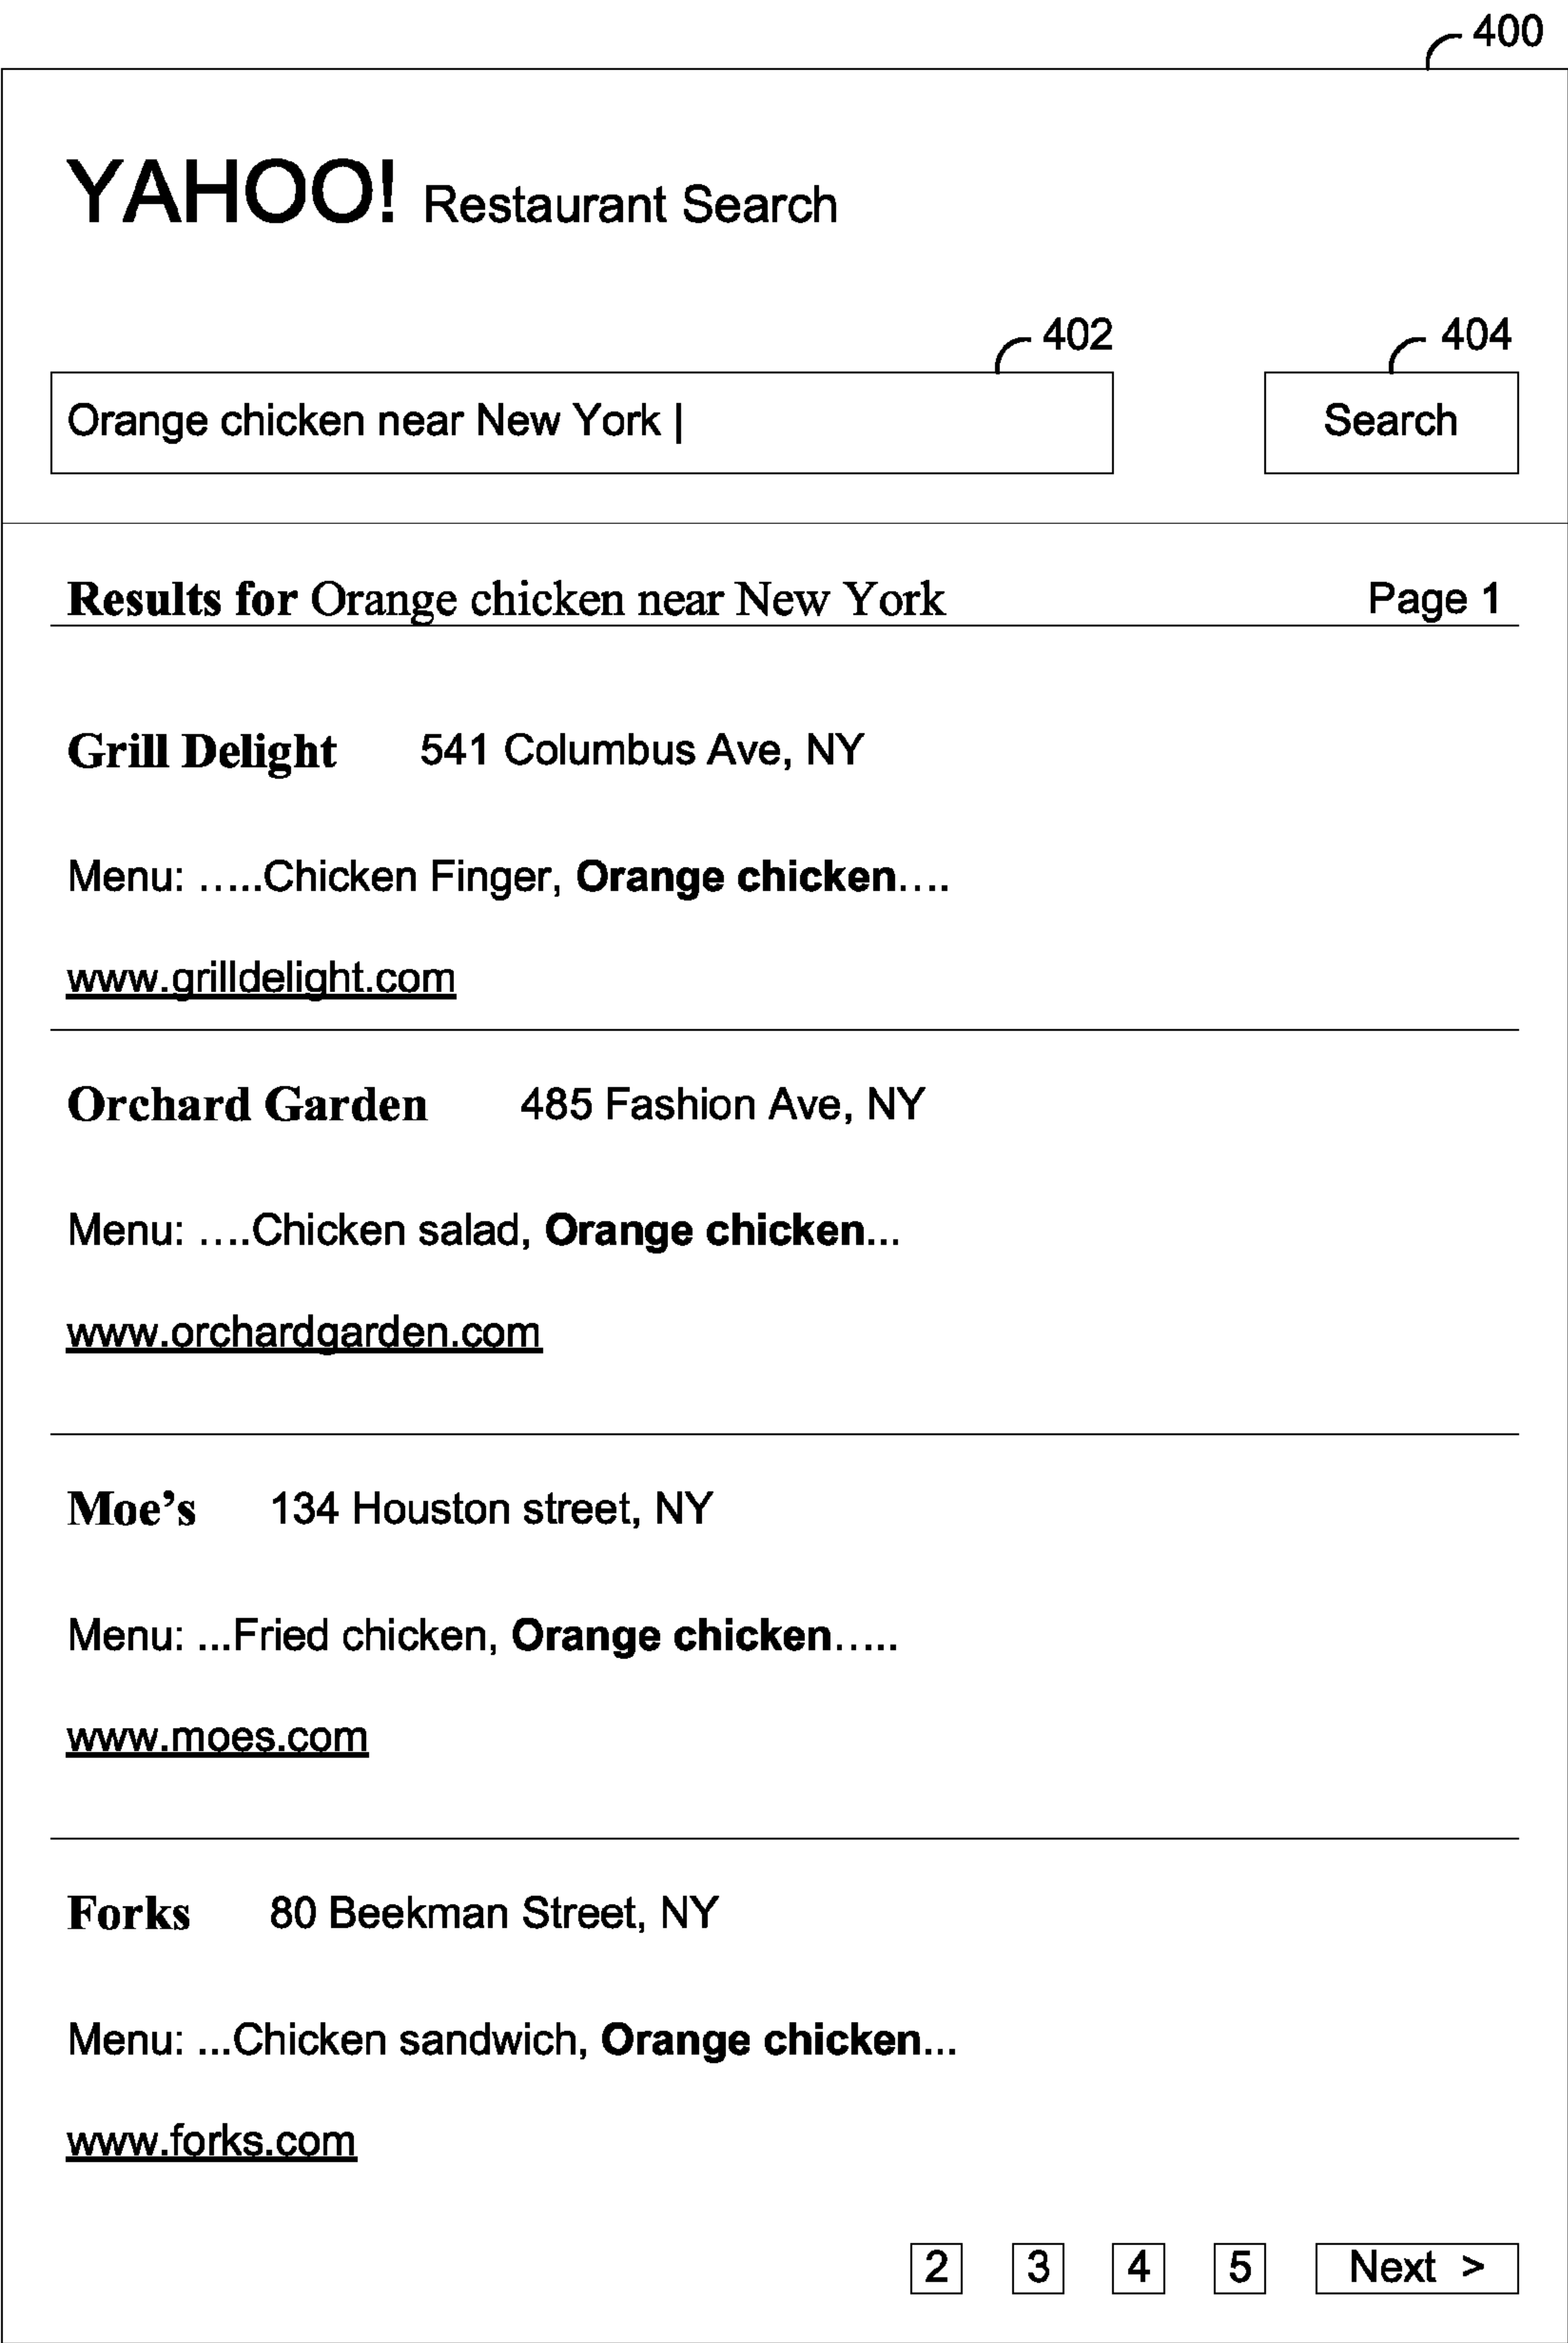 400
YAHOO! Restaurant Search
402
404
Orange chicken near New York |
Search
Results for Orange chicken near New York Page 1
Grill Delight 541 Columbus Ave, NY
Menu: .....Chicken Finger, Orange chicken....
www.grilldelight.com
Orchard Garden 485 Fashion Ave, NY
Menu: ....Chicken salad, Orange chicken...
www.orchardgarden.com
Moe’s 134 Houston street, NY
Menu: ...Fried chicken, Orange chicken.....
www.moes.com
Forks 80 Beekman Street, NY
Menu: ...Chicken sandwich, Orange chicken...
www.forks.com
2 3 4 5 Next >